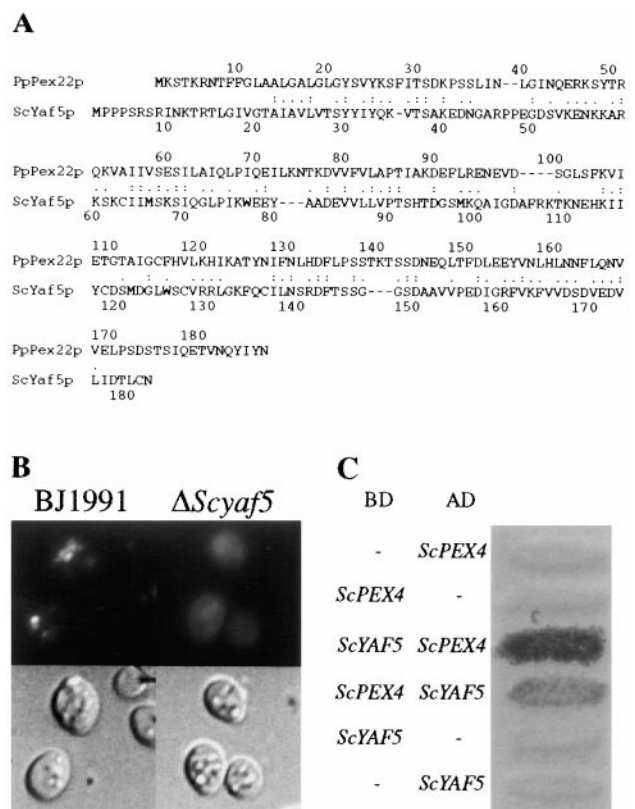 A
10 20 30 40 50
PpPex22p MKSTKRNTFFGLAALGALGLGYSVYKSFITSDKPSSLIN--LGINQERKSYTR
ScYaf5p MPPPSRSRINKTRTLGIVGTAIAVLVTSYYIYQK-VTSAKEDNGARPPEGDSVKENKKAR
10 20 30 40 50
60 70 80 90 100
PpPex22p QKVAIIVSESILAIQLPIQEILKNTKDVVFVLAPTIAKDEFLRENEVD----SGLSFKVI
ScYaf5p KSKCIIMSKSIQGLPIKWEEY---AADEVVLLVPTSHTDGSMKQAIGDAFRKTKNEHKII
60 70 80 90 100 110
110 120 130 140 150 160
PpPex22p ETGTAIGCFHVLKHIKATYNIFNLHDFLPSSTKTSSDNEQLTFDLEEYVNLHLNNFLQNV
ScYaf5p YCDSMDGLWSCVRRLGKFQCILNSRDFTSSG---GSDAAVVPEDIGRFVKFVVDSDVEDV
120 130 140 150 160 170
170 180
PpPex22p VELPSDSTSIQETVNQYIYN
ScYaf5p LIDTLCN
180
B
BJ1991 ΔScyaf5
C
BD AD
- ScPEX4
ScPEX4 -
ScYAF5 ScPEX4
ScPEX4 ScYAF5
ScYAF5 -
- ScYAF5